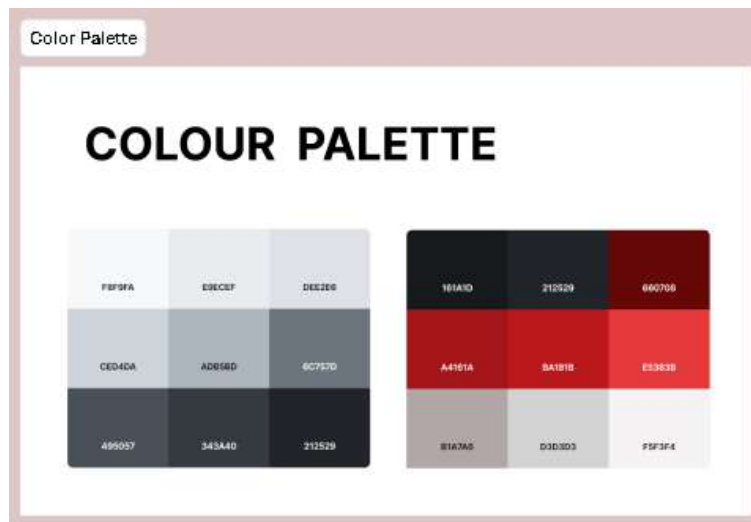 Color Palette
COLOUR PALETTE
F8F9FA E9ECEF DEE2E6
CED4DA ADB5BD 6C757D
495057 343A40 212529
161A1D 212529 660708
A4161A BA181B E5383B
B1A7A6 D3D3D3 F5F3F4